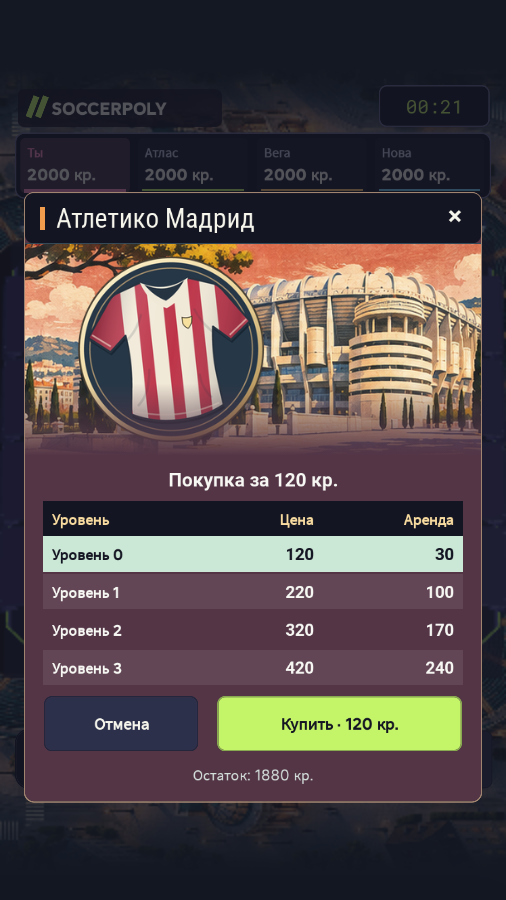 SOCCERPOLY
00:21
Ты Атлас Вега Нова
2000 кр. 2000 кр. 2000 кр. 2000 кр.
Атлетико Мадрид ×
Покупка за 120 кр.
Уровень Цена Аренда
Уровень 0 120 30
Уровень 1 220 100
Уровень 2 320 170
Уровень 3 420 240
Отмена Купить · 120 кр.
Остаток: 1880 кр.